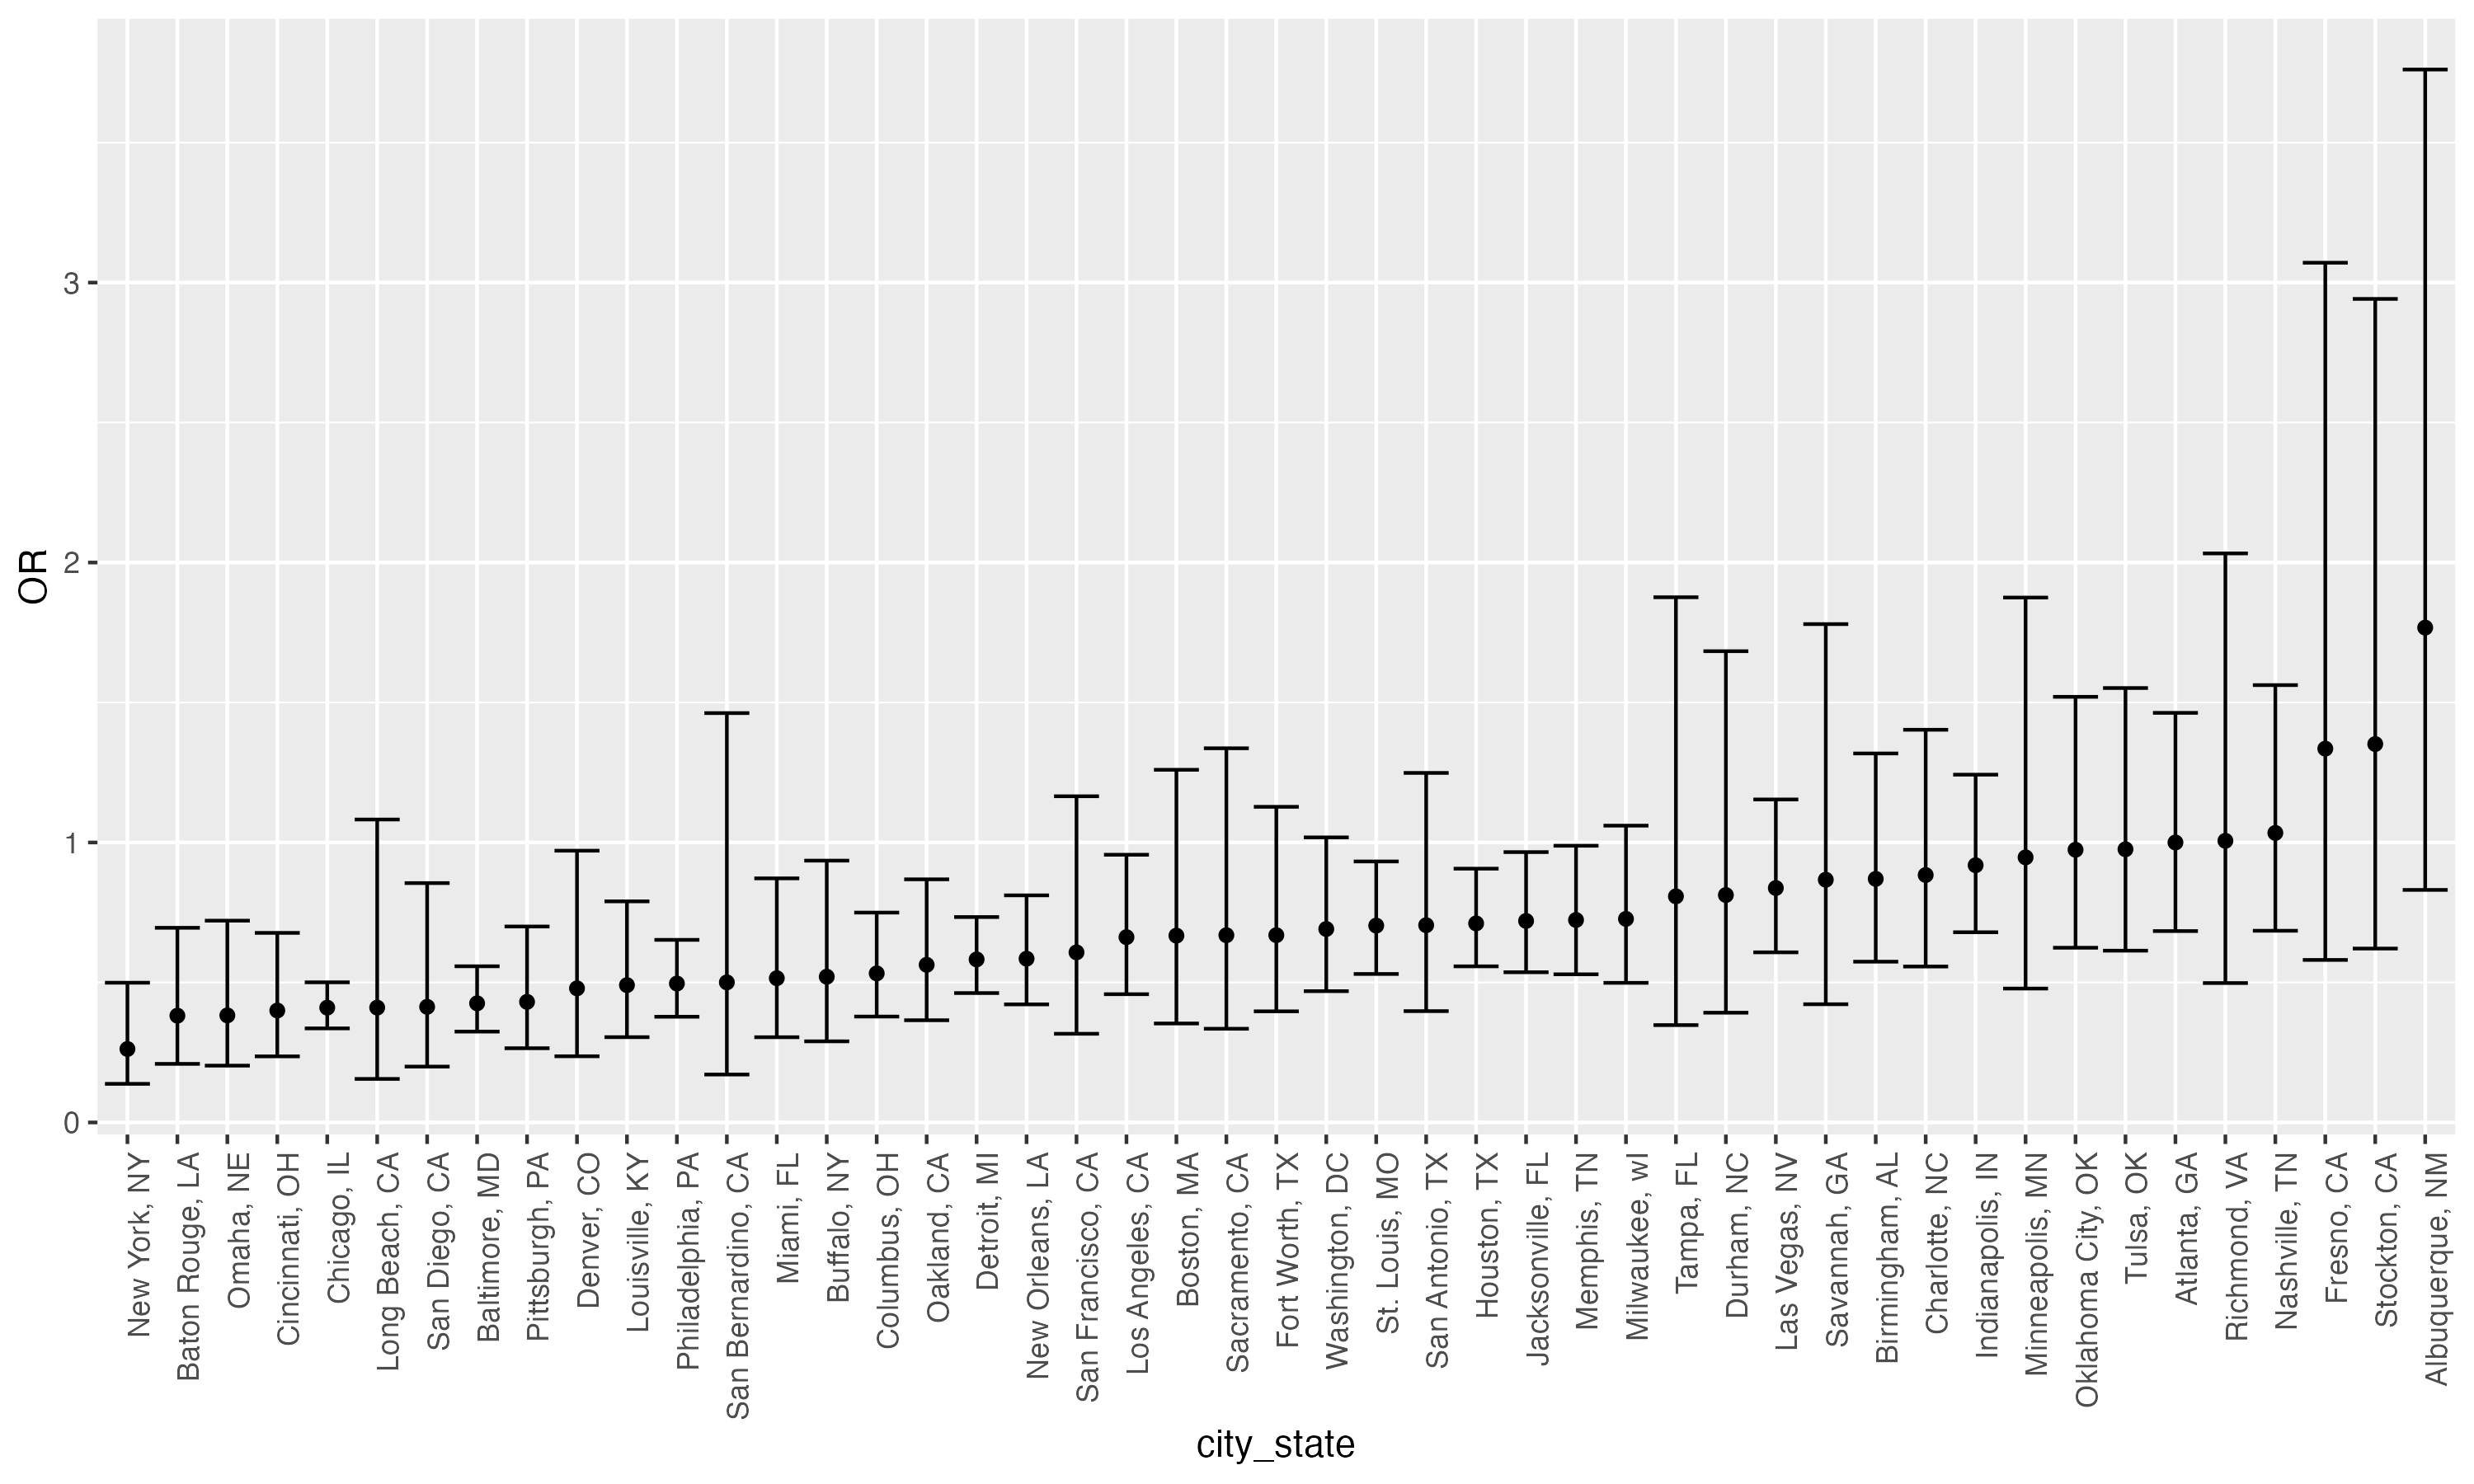 OR
3
2
1
0
New York, NY
Baton Rouge, LA
Omaha, NE
Cincinnati, OH
Chicago, IL
Long Beach, CA
San Diego, CA
Baltimore, MD
Pittsburgh, PA
Denver, CO
Louisville, KY
Philadelphia, PA
San Bernardino, CA
Miami, FL
Buffalo, NY
Columbus, OH
Oakland, CA
Detroit, MI
New Orleans, LA
San Francisco, CA
Los Angeles, CA
Boston, MA
Sacramento, CA
Fort Worth, TX
Washington, DC
St. Louis, MO
San Antonio, TX
Houston, TX
Jacksonville, FL
Memphis, TN
Milwaukee, wI
Tampa, FL
Durham, NC
Las Vegas, NV
Savannah, GA
Birmingham, AL
Charlotte, NC
Indianapolis, IN
Minneapolis, MN
Oklahoma City, OK
Tulsa, OK
Atlanta, GA
Richmond, VA
Nashville, TN
Fresno, CA
Stockton, CA
Albuquerque, NM
city_state